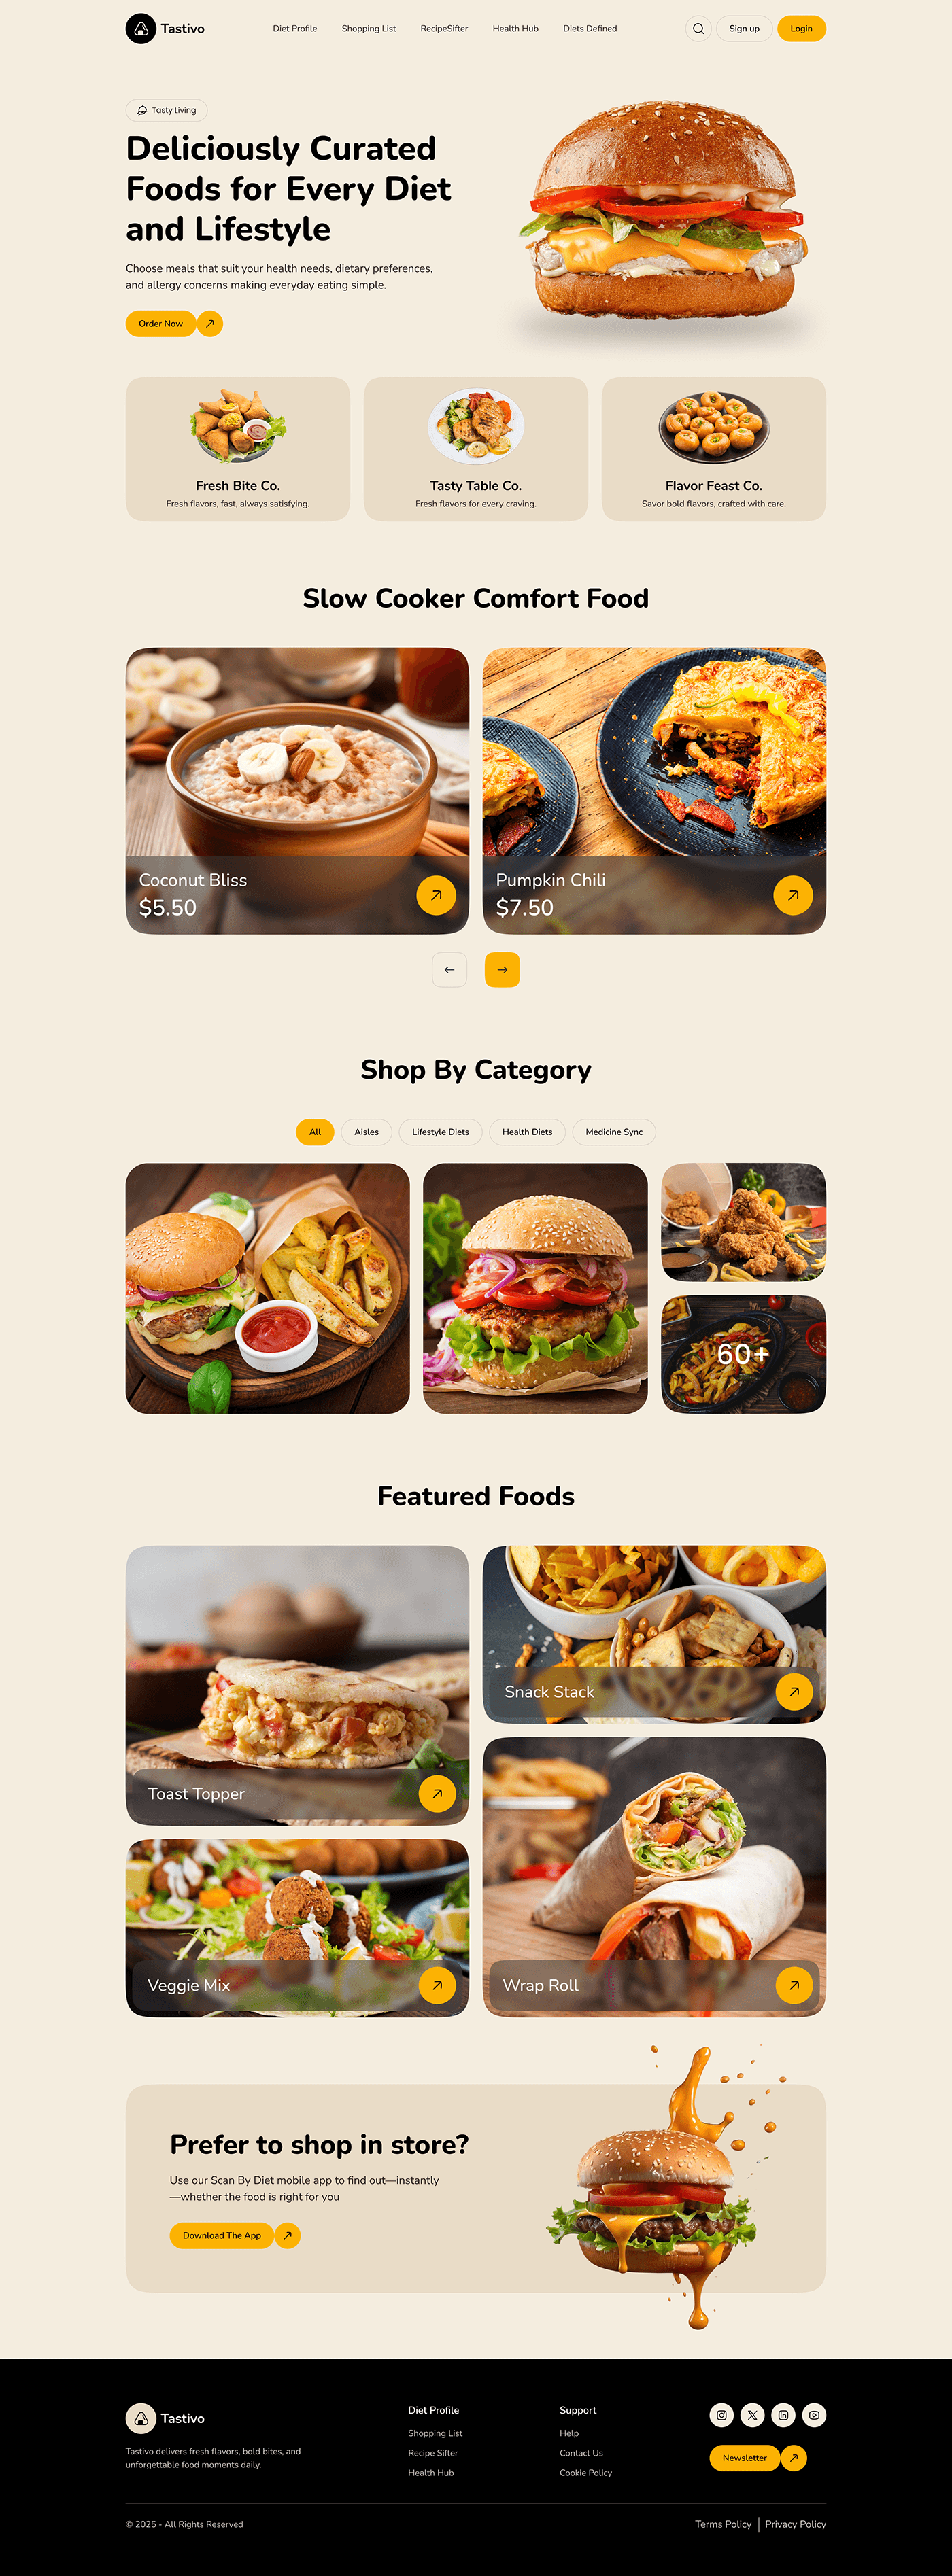 Tastivo
Diet Profile
Shopping List
RecipeSifter
Health Hub
Diets Defined
Sign up
Login
Tasty Living
Deliciously Curated
Foods for Every Diet
and Lifestyle
Choose meals that suit your health needs, dietary preferences,
and allergy concerns making everyday eating simple.
Order Now
Fresh Bite Co.
Fresh flavors, fast, always satisfying.
Tasty Table Co.
Fresh flavors for every craving.
Flavor Feast Co.
Savor bold flavors, crafted with care.
Slow Cooker Comfort Food
Coconut Bliss
$5.50
Pumpkin Chili
$7.50
Shop By Category
All
Aisles
Lifestyle Diets
Health Diets
Medicine Sync
60+
Featured Foods
Toast Topper
Snack Stack
Veggie Mix
Wrap Roll
Prefer to shop in store?
Use our Scan By Diet mobile app to find out—instantly
—whether the food is right for you
Download The App
Tastivo
Tastivo delivers fresh flavors, bold bites, and
unforgettable food moments daily.
Diet Profile
Shopping List
Recipe Sifter
Health Hub
Support
Help
Contact Us
Cookie Policy
Newsletter
© 2025 - All Rights Reserved
Terms Policy
Privacy Policy